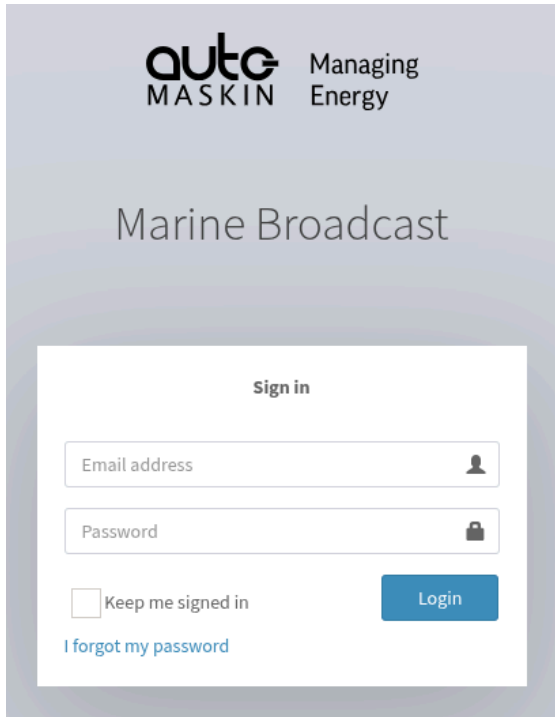 auto
MASKIN
Managing
Energy
Marine Broadcast
Sign in
Email address
Password
Keep me signed in
Login
I forgot my password